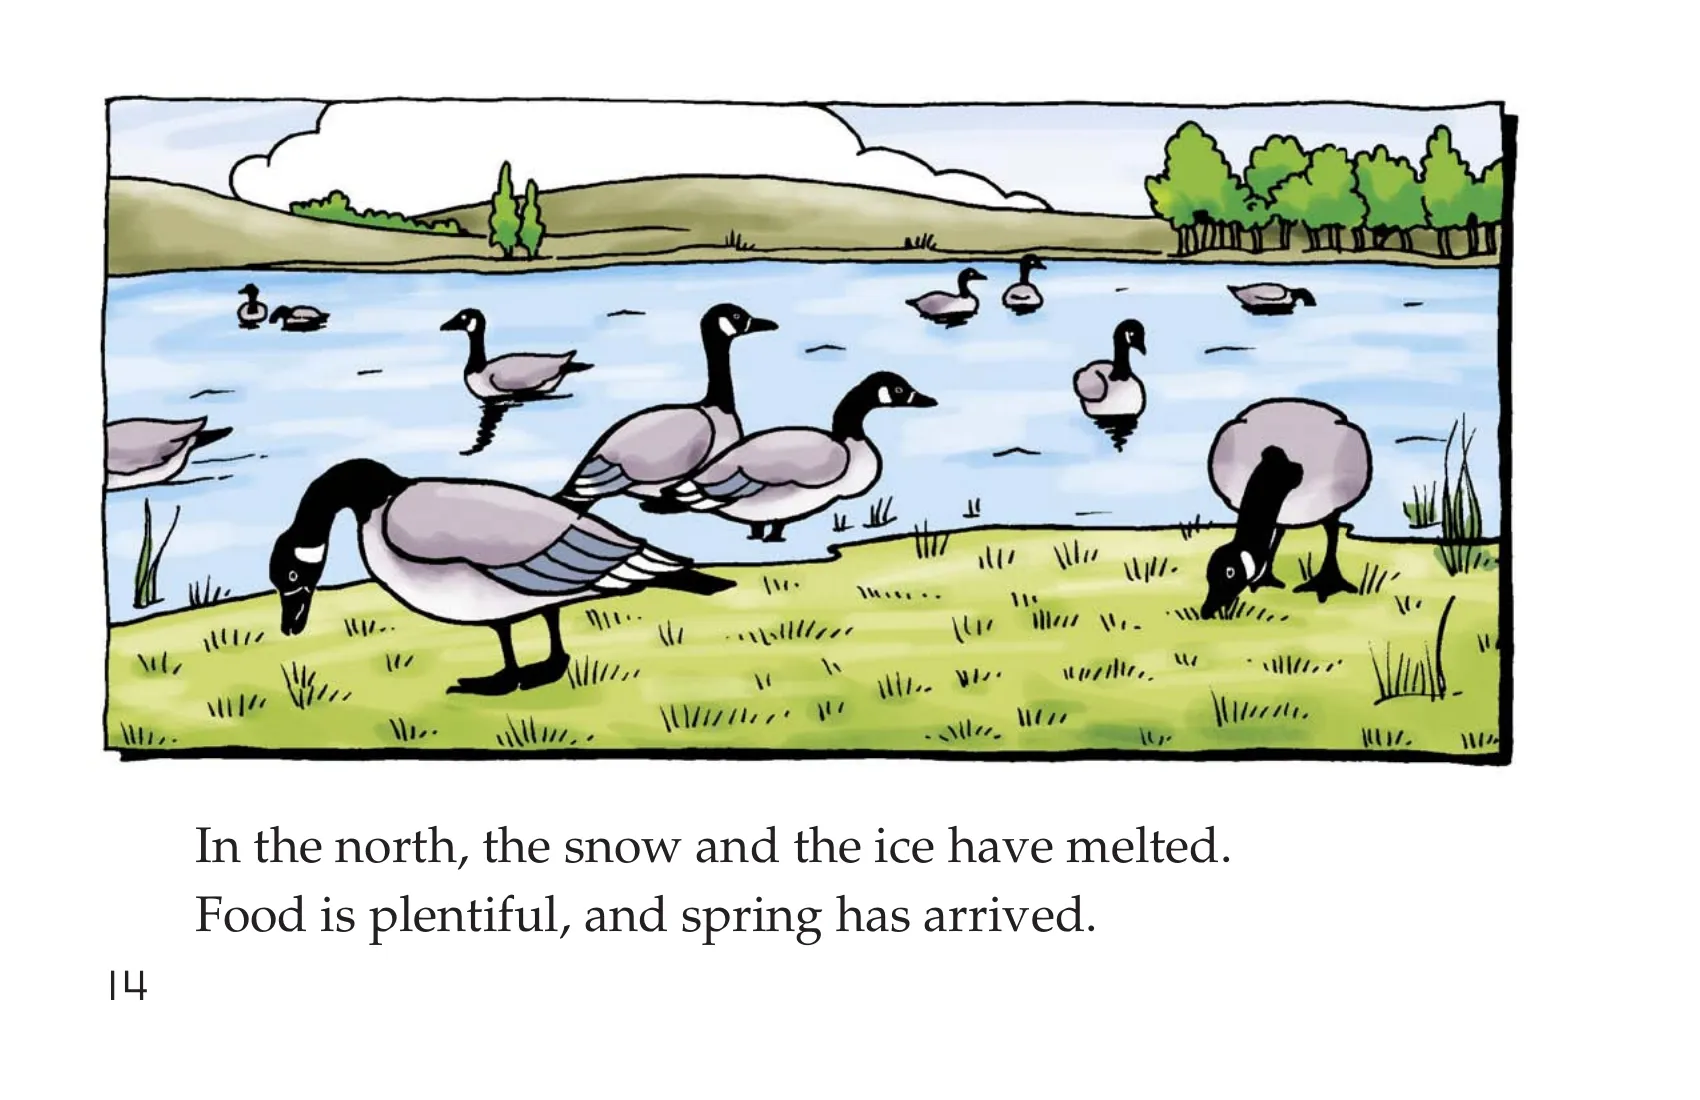 In the north, the snow and the ice have melted.
Food is plentiful, and spring has arrived.
14